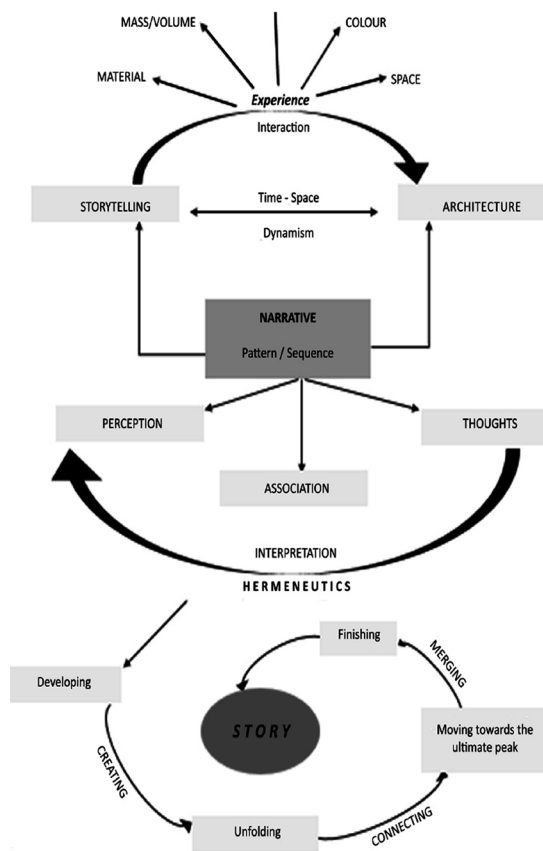 MASS/VOLUME
COLOUR
MATERIAL
SPACE
Experience
Interaction
STORYTELLING
Time - Space
ARCHITECTURE
Dynamism
NARRATIVE
Pattern / Sequence
PERCEPTION
THOUGHTS
ASSOCIATION
INTERPRETATION
HERMENEUTICS
Finishing
MERGING
Developing
STORY
Moving towards the
ultimate peak
CREATING
Unfolding
CONNECTING